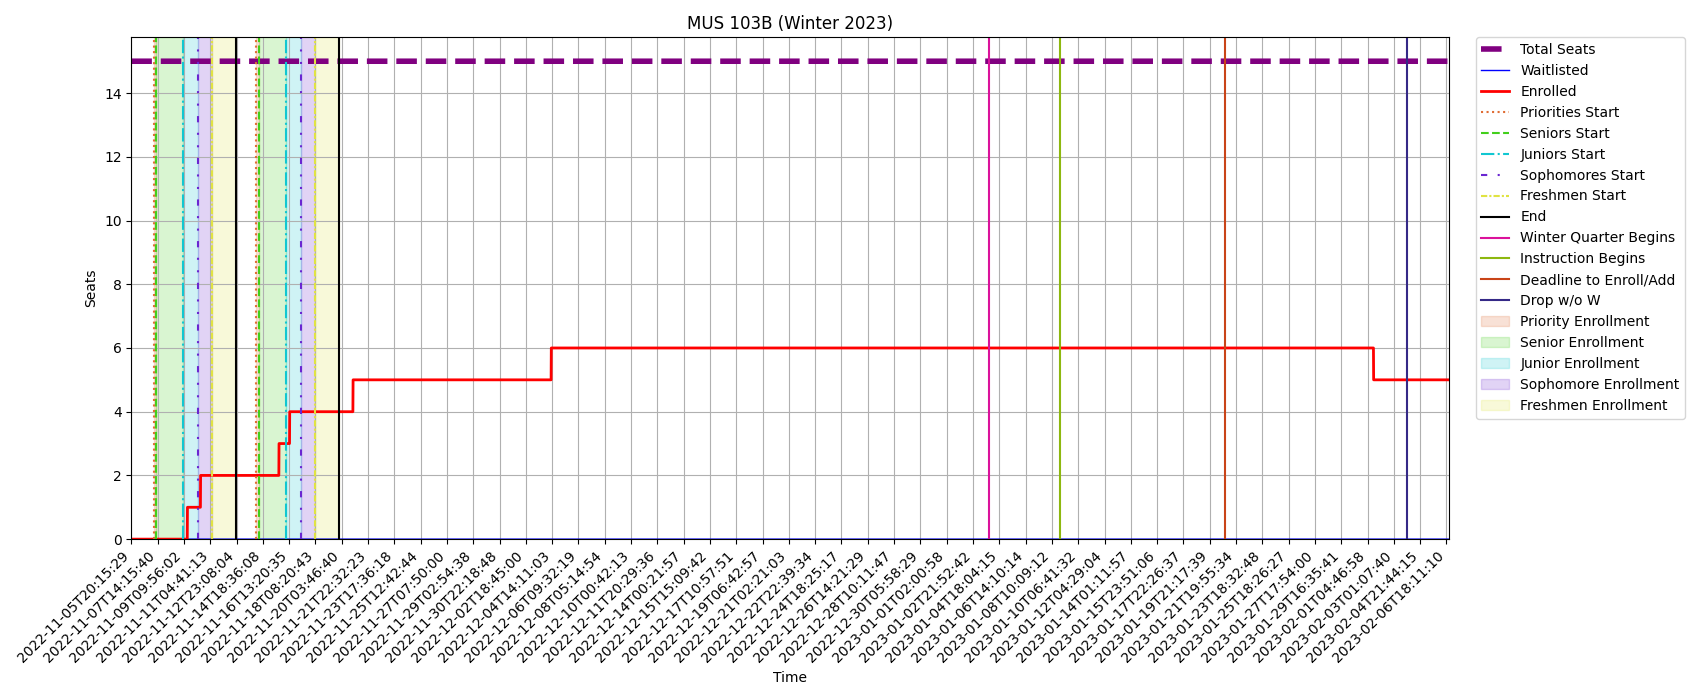 MUS 103B (Winter 2023)
Seats
14
12
10
8
6
4
2
0
2022-11-05T20:15:29
2022-11-07T14:15:40
2022-11-09T09:56:02
2022-11-11T04:41:13
2022-11-12T23:08:04
2022-11-14T18:36:08
2022-11-16T13:20:35
2022-11-18T08:20:43
2022-11-20T03:46:40
2022-11-21T22:32:23
2022-11-23T17:36:18
2022-11-25T12:42:44
2022-11-27T07:50:00
2022-11-29T02:54:38
2022-11-30T22:18:48
2022-12-02T18:45:00
2022-12-04T14:11:03
2022-12-06T09:32:19
2022-12-08T05:14:54
2022-12-10T00:42:13
2022-12-11T20:29:36
2022-12-14T00:21:57
2022-12-15T15:09:42
2022-12-17T10:57:51
2022-12-19T06:42:57
2022-12-21T02:21:03
2022-12-22T22:39:34
2022-12-24T18:25:17
2022-12-26T14:21:29
2022-12-28T10:11:47
2022-12-30T05:58:29
2023-01-01T02:00:58
2023-01-02T21:52:42
2023-01-04T18:04:15
2023-01-06T14:10:14
2023-01-08T10:09:12
2023-01-10T06:41:32
2023-01-12T04:29:04
2023-01-14T01:11:57
2023-01-15T23:51:06
2023-01-17T22:26:37
2023-01-19T21:17:39
2023-01-21T19:55:34
2023-01-23T18:32:48
2023-01-25T18:26:27
2023-01-27T17:54:00
2023-01-29T16:35:41
2023-02-01T04:46:58
2023-02-03T01:07:40
2023-02-04T21:44:15
2023-02-06T18:11:10
Time
Total Seats
Waitlisted
Enrolled
Priorities Start
Seniors Start
Juniors Start
Sophomores Start
Freshmen Start
End
Winter Quarter Begins
Instruction Begins
Deadline to Enroll/Add
Drop w/o W
Priority Enrollment
Senior Enrollment
Junior Enrollment
Sophomore Enrollment
Freshmen Enrollment